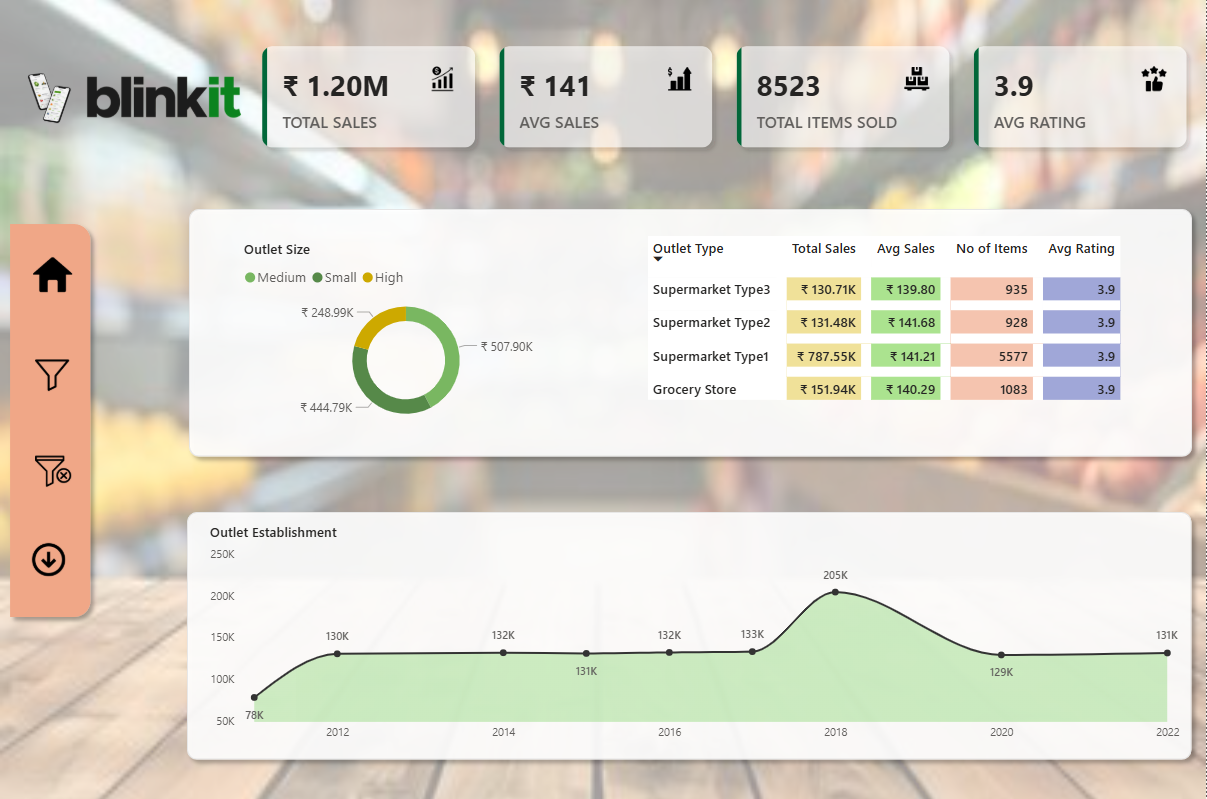 blinkit
₹ 1.20M
TOTAL SALES
₹ 141
AVG SALES
8523
TOTAL ITEMS SOLD
3.9
AVG RATING
Outlet Size
Medium Small High
₹ 248.99K
₹ 507.90K
₹ 444.79K
Outlet Type Total Sales Avg Sales No of Items Avg Rating
Supermarket Type3 ₹ 130.71K ₹ 139.80 935 3.9
Supermarket Type2 ₹ 131.48K ₹ 141.68 928 3.9
Supermarket Type1 ₹ 787.55K ₹ 141.21 5577 3.9
Grocery Store ₹ 151.94K ₹ 140.29 1083 3.9
Outlet Establishment
250K
200K
150K
100K
50K
78K
130K
132K
131K
132K
133K
205K
129K
131K
2012 2014 2016 2018 2020 2022